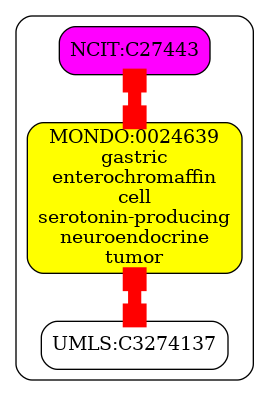 NCIT:C27443
MONDO:0024639
gastric
enterochromaffin
cell
serotonin-producing
neuroendocrine
tumor
UMLS:C3274137